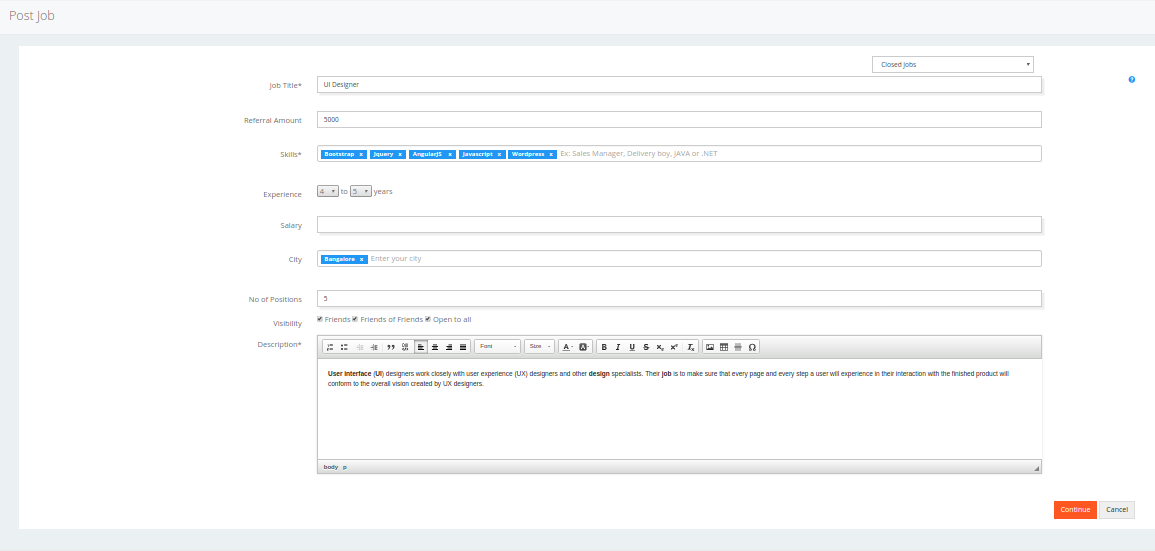 Post Job
Closed Jobs
Job Title* UI Designer
Referral Amount 5000
Skills* Bootstrap x Jquery x AngularJS x Javascript x Wordpress x Ex: Sales Manager, Delivery boy, JAVA or .NET
Experience 4 to 5 years
Salary
City Bangalore x Enter your city
No of Positions 5
Visibility Friends Friends of Friends Open to all
Description* Font Size A A B I U S x₂ x² Tx Ω
User interface (UI) designers work closely with user experience (UX) designers and other design specialists. Their job is to make sure that every page and every step a user will experience in their interaction with the finished product will
conform to the overall vision created by UX designers.
body p
Continue Cancel